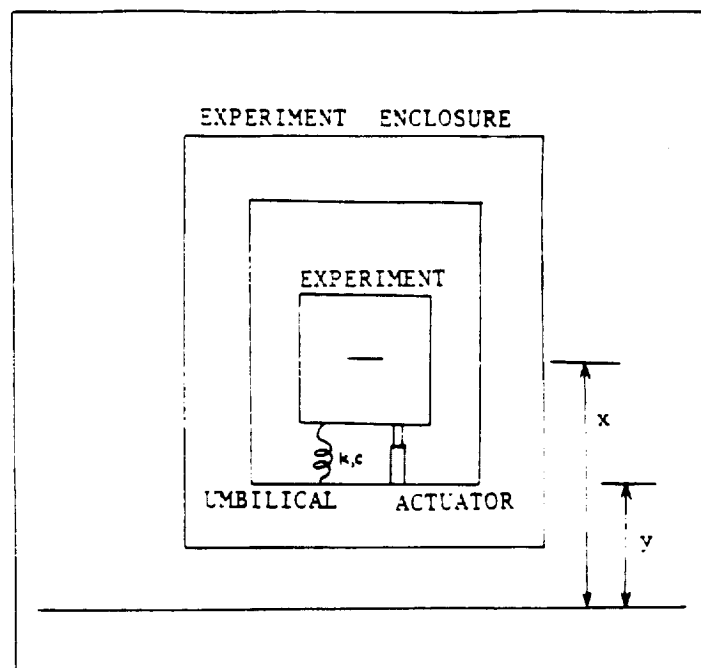 EXPERIMENT ENCLOSURE
EXPERIMENT
x
k,c
UMBILICAL ACTUATOR
y